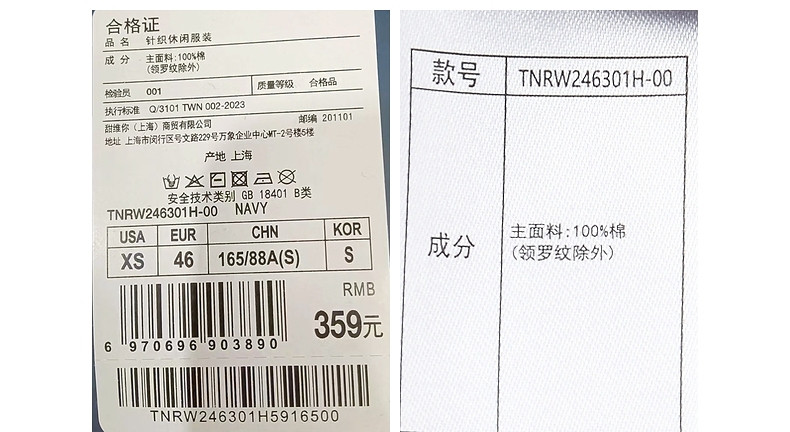 合格证
品 名 针织休闲服装
成 分 主面料:100%棉
(领罗纹除外)
检验员 001 质量等级 合格品
执行标准 Q/3101 TWN 002-2023
甜维你（上海）商贸有限公司 邮编 201101
地址 上海市闵行区号文路229号万象企业中心MT-2号楼5楼
产地 上海
安全技术类别 GB 18401 B类
TNRW246301H-00 NAVY
USA EUR CHN KOR
XS 46 165/88A(S) S
RMB
359元
6 970696 903890
TNRW246301H5916500
款号 TNRW246301H-00
成分 主面料:100%棉
(领罗纹除外)